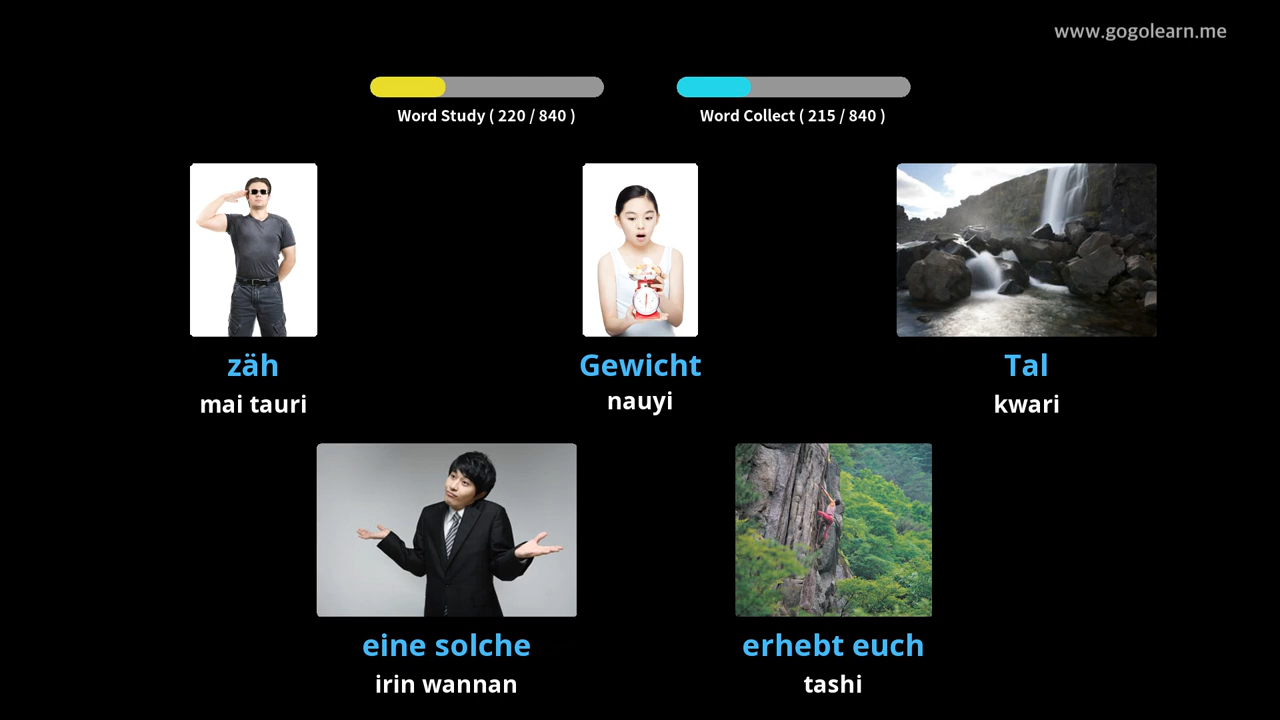 www.gogolearn.me
Word Study ( 220 / 840 )
Word Collect ( 215 / 840 )
zäh
mai tauri
Gewicht
nauyi
Tal
kwari
eine solche
irin wannan
erhebt euch
tashi